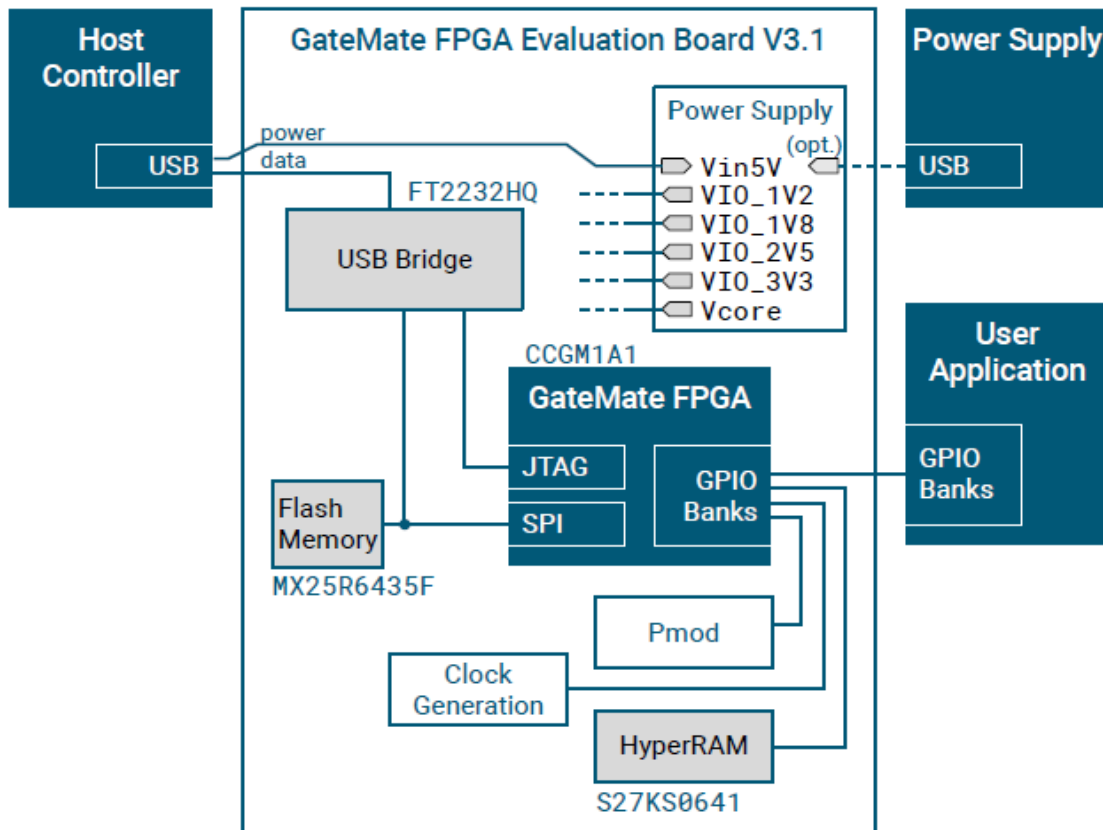 Host
Controller
USB
GateMate FPGA Evaluation Board V3.1
power
data
FT2232HQ
USB Bridge
Power Supply
(opt.)
Vin5V
VIO_1V2
VIO_1V8
VIO_2V5
VIO_3V3
Vcore
Power Supply
USB
CCGM1A1
GateMate FPGA
JTAG
SPI
GPIO
Banks
User
Application
GPIO
Banks
Flash
Memory
MX25R6435F
Pmod
Clock
Generation
HyperRAM
S27KS0641